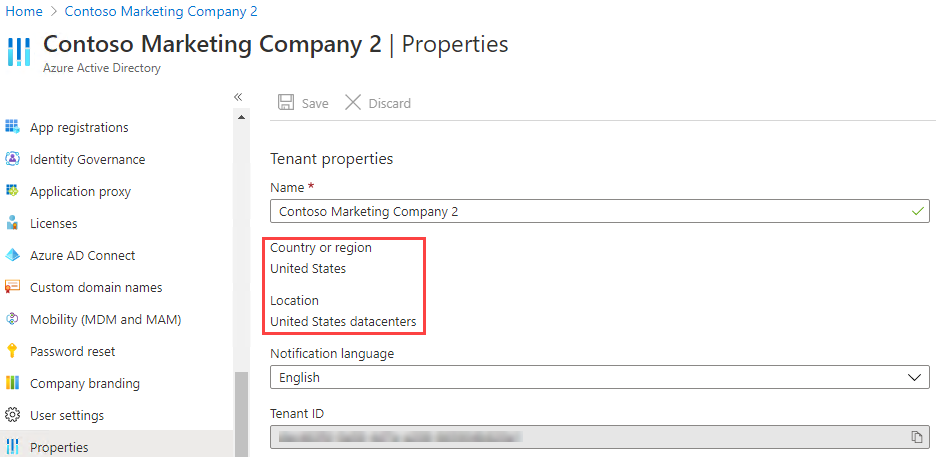 Home > Contoso Marketing Company 2
Contoso Marketing Company 2 | Properties
Azure Active Directory
«
Save Discard
App registrations
Identity Governance
Application proxy
Licenses
Azure AD Connect
Custom domain names
Mobility (MDM and MAM)
Password reset
Company branding
User settings
Properties
Tenant properties
Name *
Contoso Marketing Company 2
Country or region
United States
Location
United States datacenters
Notification language
English
Tenant ID